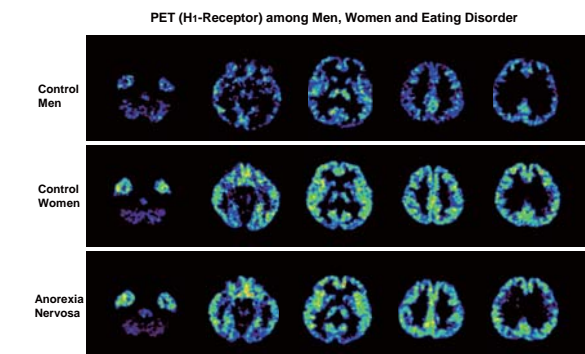 PET (H1-Receptor) among Men, Women and Eating Disorder
Control
Men
Control
Women
Anorexia
Nervosa